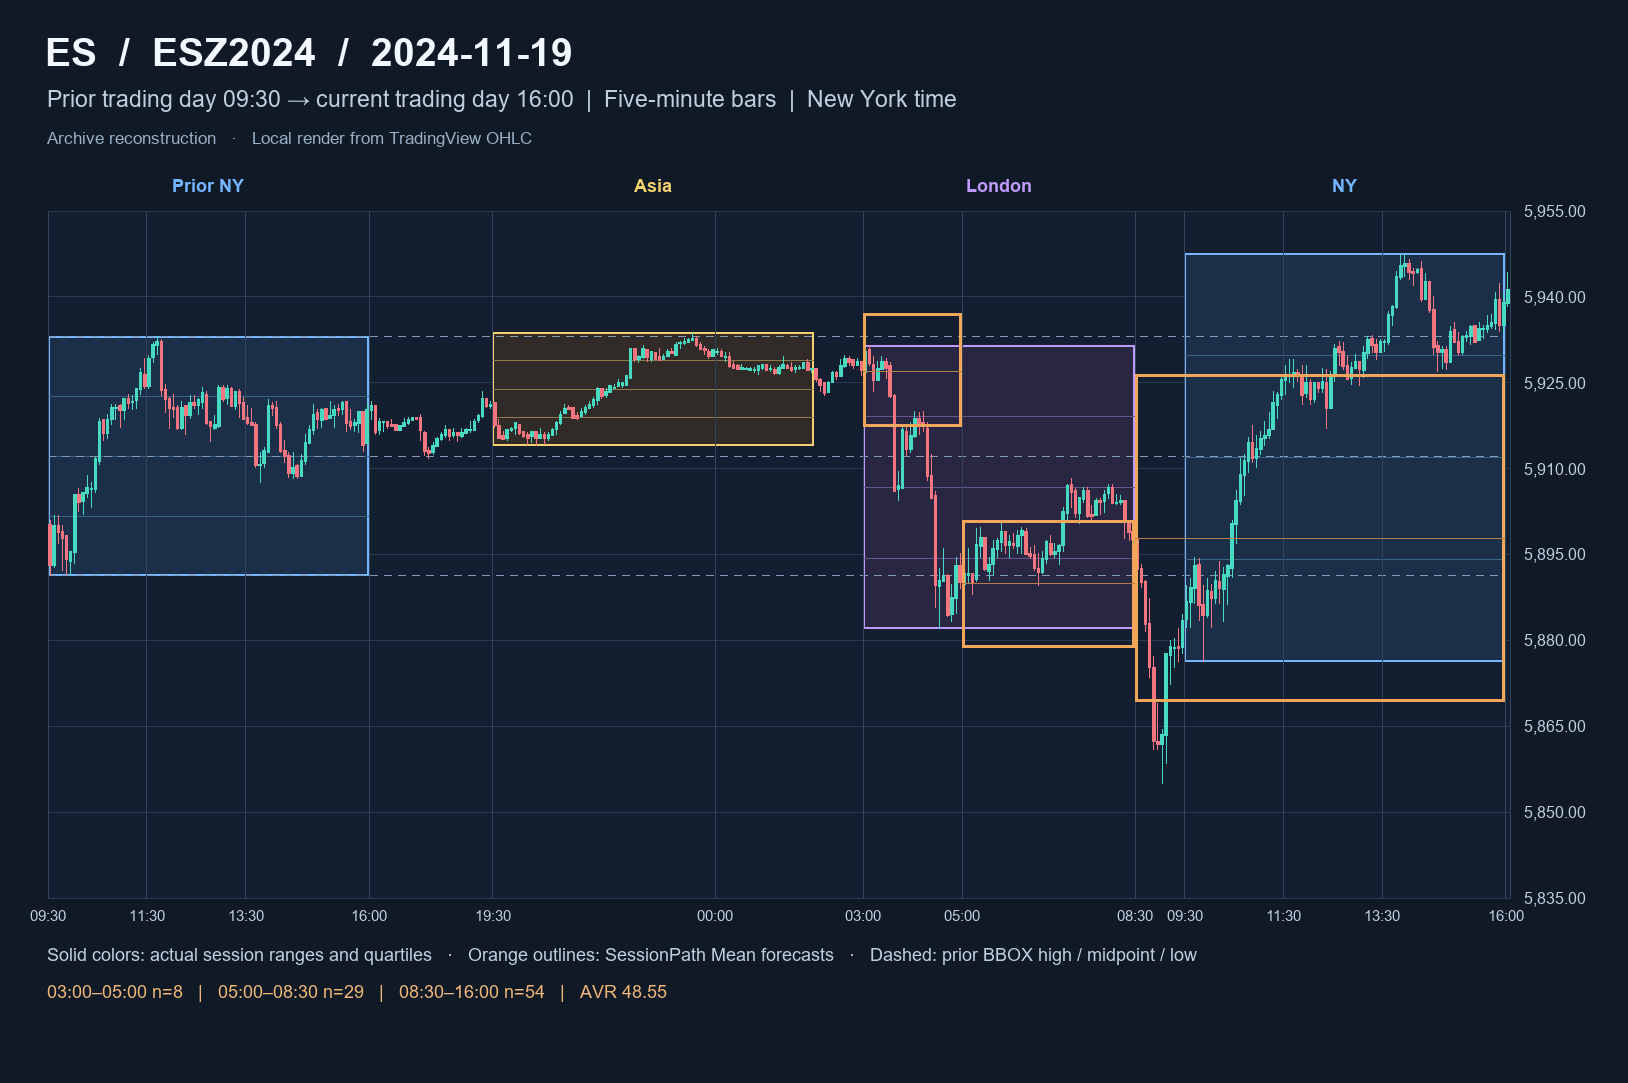 ES / ESZ2024 / 2024-11-19
Prior trading day 09:30 → current trading day 16:00 | Five-minute bars | New York time
Archive reconstruction · Local render from TradingView OHLC
Prior NY Asia London NY
5,955.00
5,940.00
5,925.00
5,910.00
5,895.00
5,880.00
5,865.00
5,850.00
5,835.00
09:30 11:30 13:30 16:00 19:30 00:00 03:00 05:00 08:30 09:30 11:30 13:30 16:00
Solid colors: actual session ranges and quartiles · Orange outlines: SessionPath Mean forecasts · Dashed: prior BBOX high / midpoint / low
03:00–05:00 n=8 | 05:00–08:30 n=29 | 08:30–16:00 n=54 | AVR 48.55